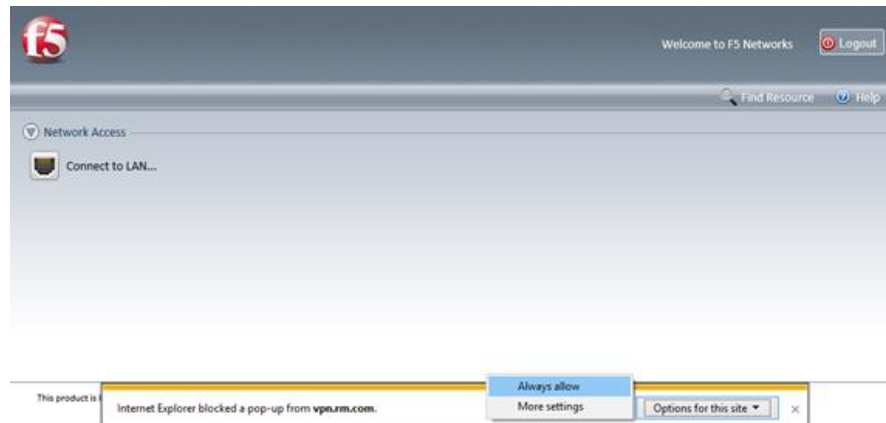 f5
Welcome to F5 Networks
Logout
Find Resource
Help
Network Access
Connect to LAN...
Always allow
More settings
This product is
Internet Explorer blocked a pop-up from vpn.rm.com.
Options for this site